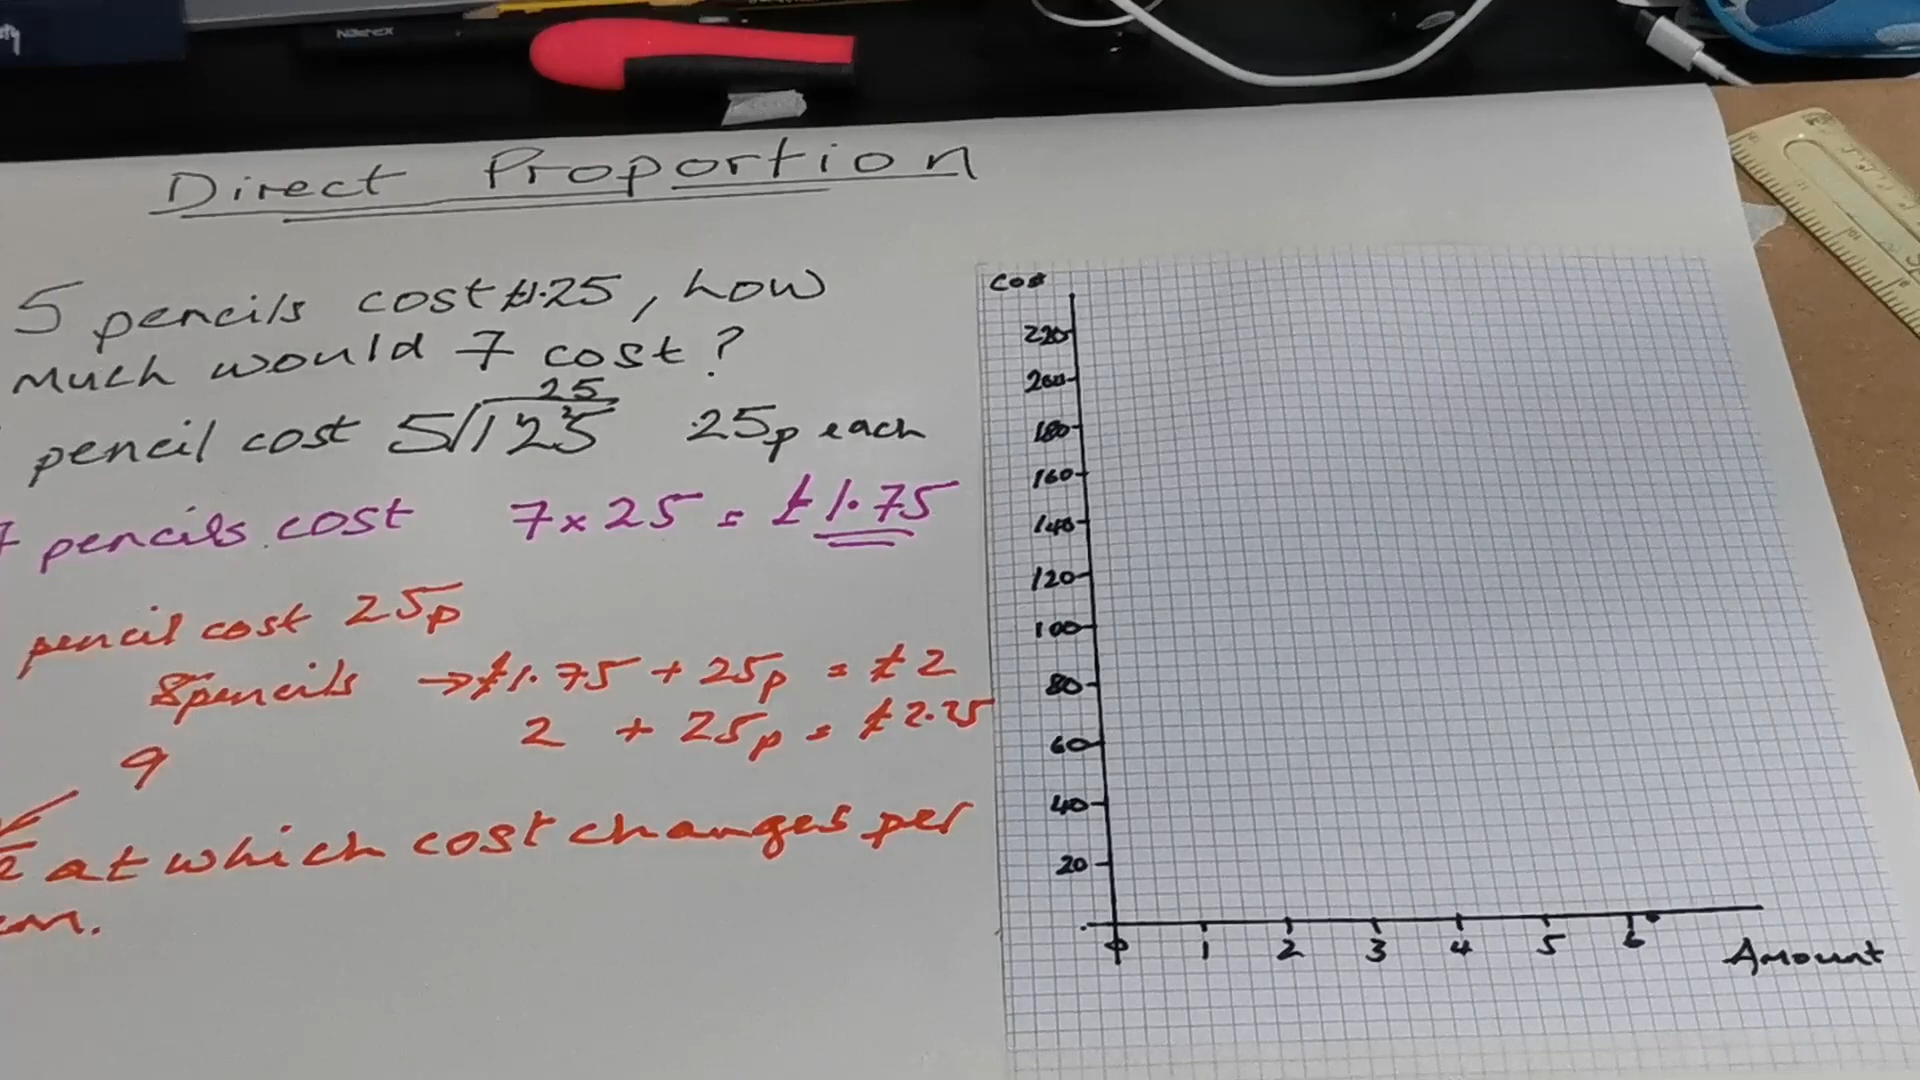 Direct Proportion
5 pencils cost £1.25, how
much would 7 cost?
25
pencil cost 5/125 25p each
7 pencils cost 7 x 25 = £1.75
pencil cost 25p
8 pencils → £1.75 + 25p = £2
9 2 + 25p = £2.25
at which cost changes per
cost
220
200
180
160
140
120
100
80
60
40
20
0 1 2 3 4 5 6 Amount